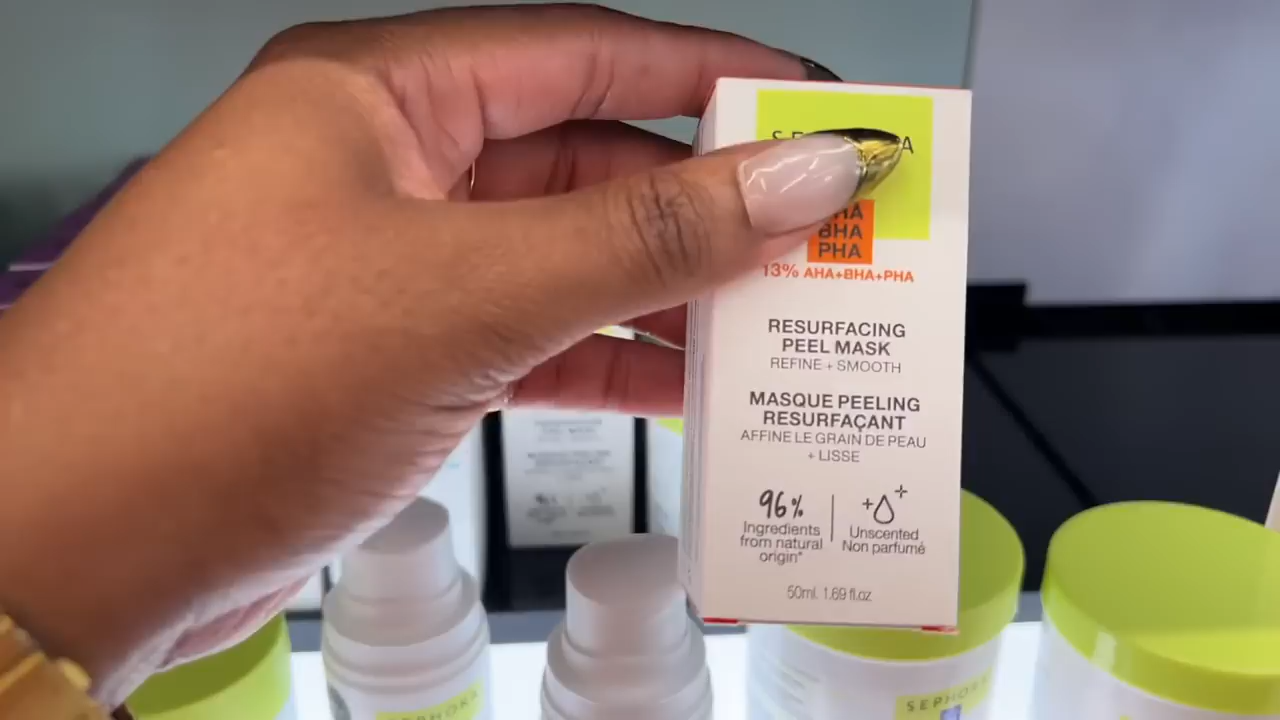 BHA
PHA
13% AHA+BHA+PHA
RESURFACING
PEEL MASK
REFINE + SMOOTH
MASQUE PEELING
RESURFAÇANT
AFFINE LE GRAIN DE PEAU
+ LISSE
96%
Ingredients
from natural
origin*
Unscented
Non parfumé
50ml. 1.69 fl.oz
SEPHORA
SEPHORA